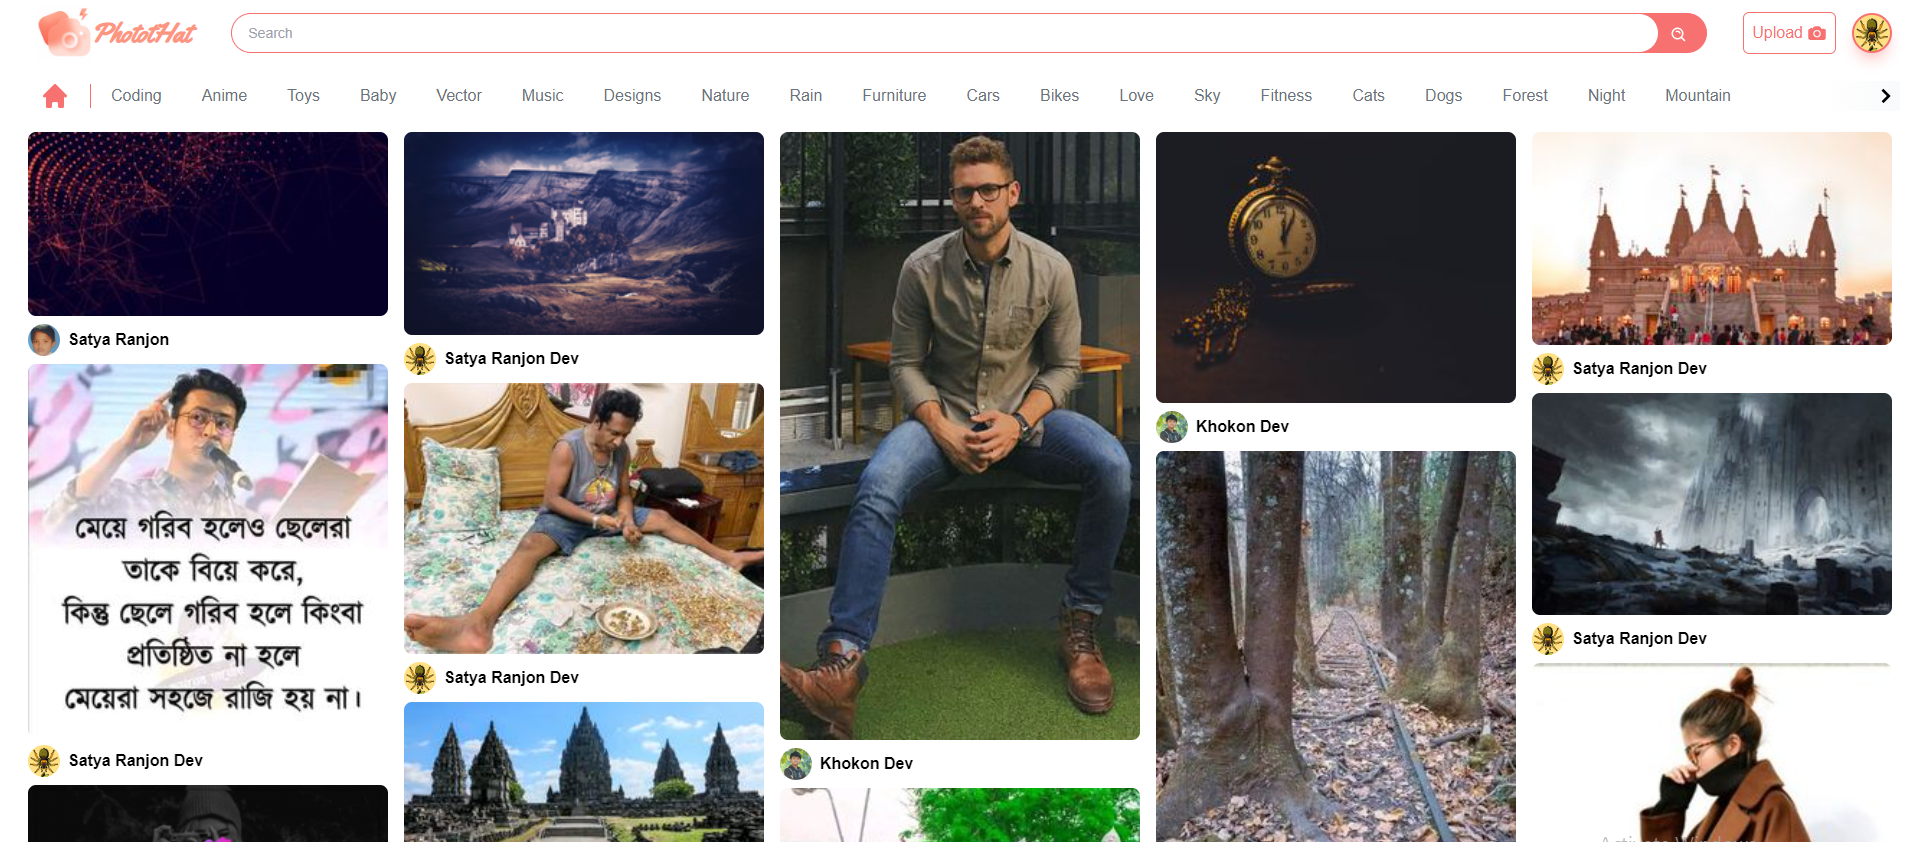 PhototHat
Search
Upload
Coding
Anime
Toys
Baby
Vector
Music
Designs
Nature
Rain
Furniture
Cars
Bikes
Love
Sky
Fitness
Cats
Dogs
Forest
Night
Mountain
Satya Ranjon
মেয়ে গরিব হলেও ছেলেরা
তাকে বিয়ে করে,
কিন্তু ছেলে গরিব হলে কিংবা
প্রতিষ্ঠিত না হলে
মেয়েরা সহজে রাজি হয় না।
Satya Ranjon Dev
Satya Ranjon Dev
Satya Ranjon Dev
Khokon Dev
Khokon Dev
Satya Ranjon Dev
Satya Ranjon Dev